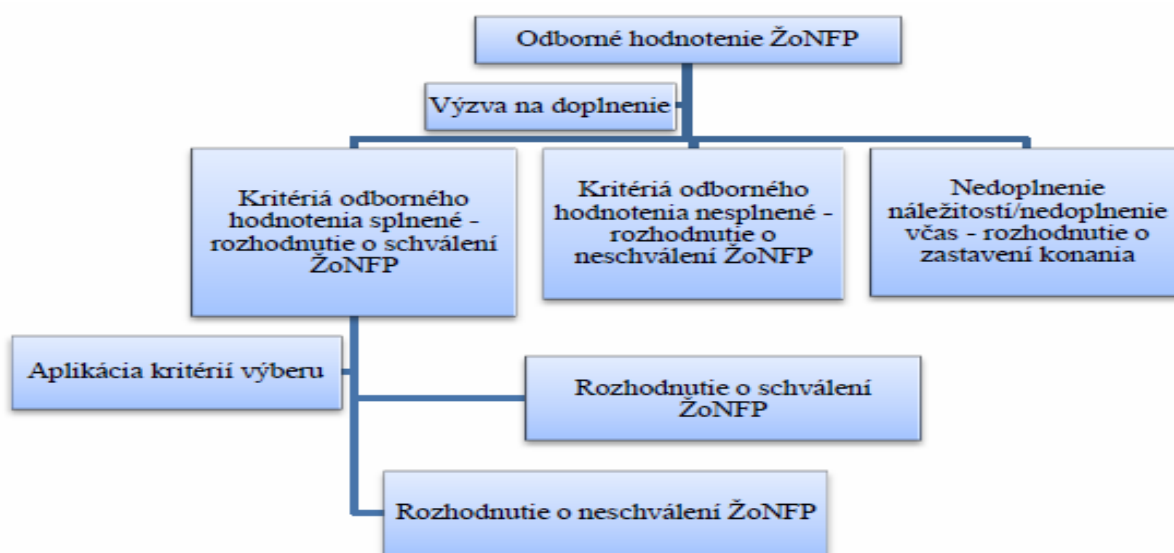 Odborné hodnotenie ŽoNFP
Výzva na doplnenie
Kritériá odborného
hodnotenia splnené -
rozhodnutie o schválení
ŽoNFP
Kritériá odborného
hodnotenia nesplnené -
rozhodnutie o
neschválení ŽoNFP
Nedoplnenie
náležitostí/nedoplnenie
včas - rozhodnutie o
zastavení konania
Aplikácia kritérií výberu
Rozhodnutie o schválení
ŽoNFP
Rozhodnutie o neschválení ŽoNFP